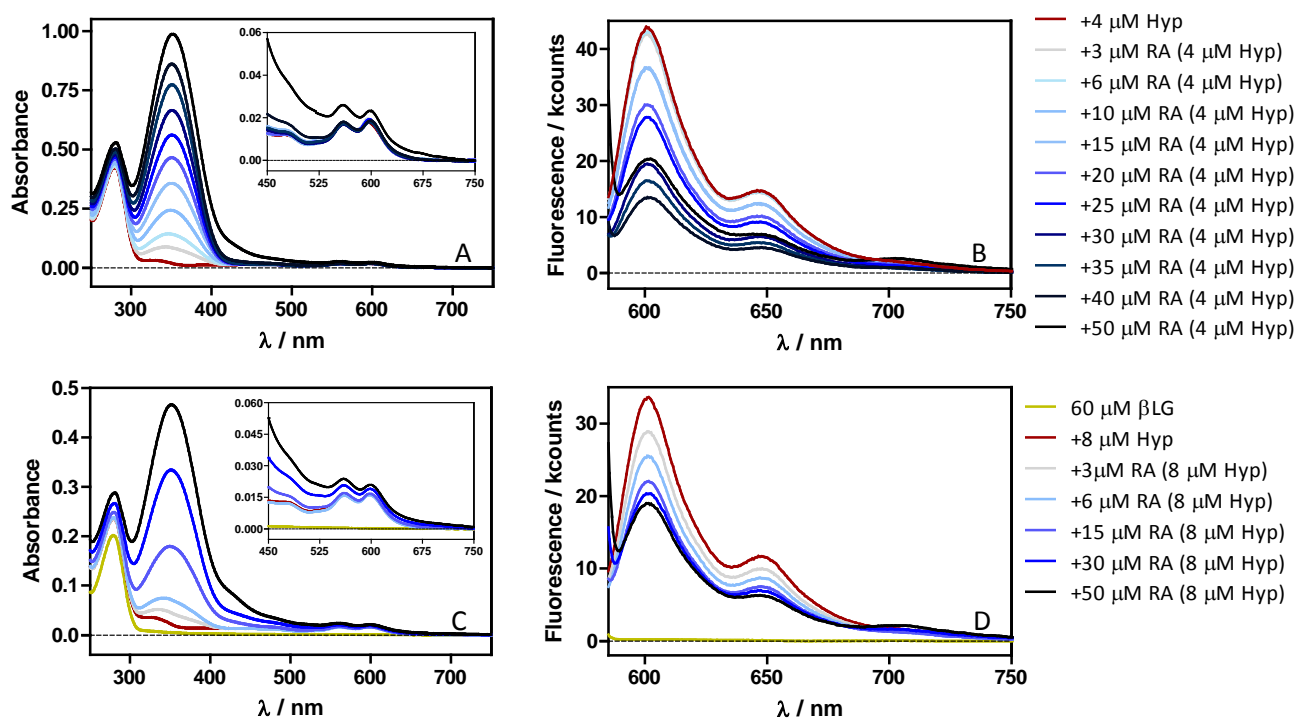 1.00
0.75
0.50
0.25
0.00
Absorbance
300 400 500 600 700
λ / nm
A
0.06
0.04
0.02
0.00
450 525 600 675 750
40
30
20
10
0
Fluorescence / kcounts
600 650 700 750
λ / nm
B
+4 μM Hyp
+3 μM RA (4 μM Hyp)
+6 μM RA (4 μM Hyp)
+10 μM RA (4 μM Hyp)
+15 μM RA (4 μM Hyp)
+20 μM RA (4 μM Hyp)
+25 μM RA (4 μM Hyp)
+30 μM RA (4 μM Hyp)
+35 μM RA (4 μM Hyp)
+40 μM RA (4 μM Hyp)
+50 μM RA (4 μM Hyp)
0.5
0.4
0.3
0.2
0.1
0.0
Absorbance
300 400 500 600 700
λ / nm
C
0.060
0.045
0.030
0.015
0.000
450 525 600 675 750
30
20
10
0
Fluorescence / kcounts
600 650 700 750
λ / nm
D
60 μM βLG
+8 μM Hyp
+3μM RA (8 μM Hyp)
+6 μM RA (8 μM Hyp)
+15 μM RA (8 μM Hyp)
+30 μM RA (8 μM Hyp)
+50 μM RA (8 μM Hyp)